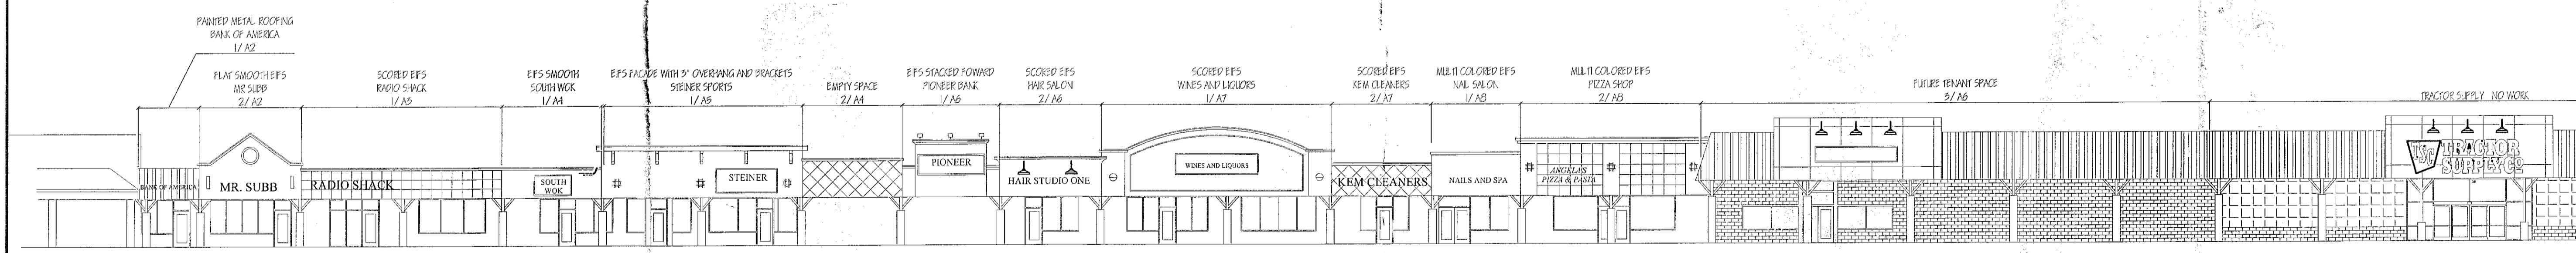 PAINTED METAL ROOFING
BANK OF AMERICA
1/ A2
FLAT SMOOTH EIFS
MR SUBB
2/ A2
SCORED EIFS
RADIO SHACK
1/ A3
EIFS SMOOTH
SOUTH WOK
1/ A4
EIFS FACADE WITH 3' OVERHANG AND BRACKETS
STEINER SPORTS
1/ A5
EMPTY SPACE
2/ A4
EIFS STACKED FOWARD
PIONEER BANK
1/ A6
SCORED EIFS
HAIR SALON
2/ A6
SCORED EIFS
WINES AND LIQUORS
1/ A7
SCORED EIFS
KEM CLEANERS
2/ A7
MULTI COLORED EIFS
NAIL SALON
1/ A8
MULTI COLORED EIFS
PIZZA SHOP
2/ A8
FUTURE TENANT SPACE
3/ A6
TRACTOR SUPPLY NO WORK
BANK OF AMERICA
MR. SUBB
RADIO SHACK
SOUTH
WOK
STEINER
PIONEER
HAIR STUDIO ONE
WINES AND LIQUORS
KEM CLEANERS
NAILS AND SPA
ANGELA'S
PIZZA & PASTA
TSC
TRACTOR
SUPPLY CO